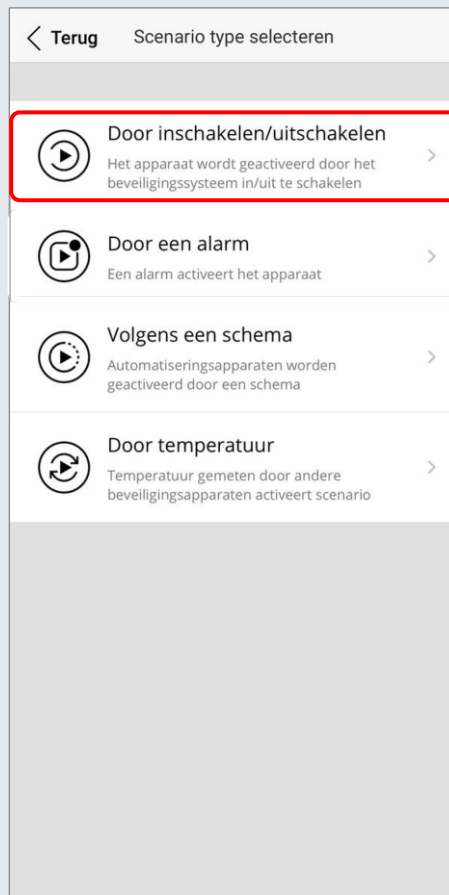 Terug Scenario type selecteren
Door inschakelen/uitschakelen
Het apparaat wordt geactiveerd door het
beveiligingssysteem in/uit te schakelen
Door een alarm
Een alarm activeert het apparaat
Volgens een schema
Automatiseringsapparaten worden
geactiveerd door een schema
Door temperatuur
Temperatuur gemeten door andere
beveiligingsapparaten activeert scenario